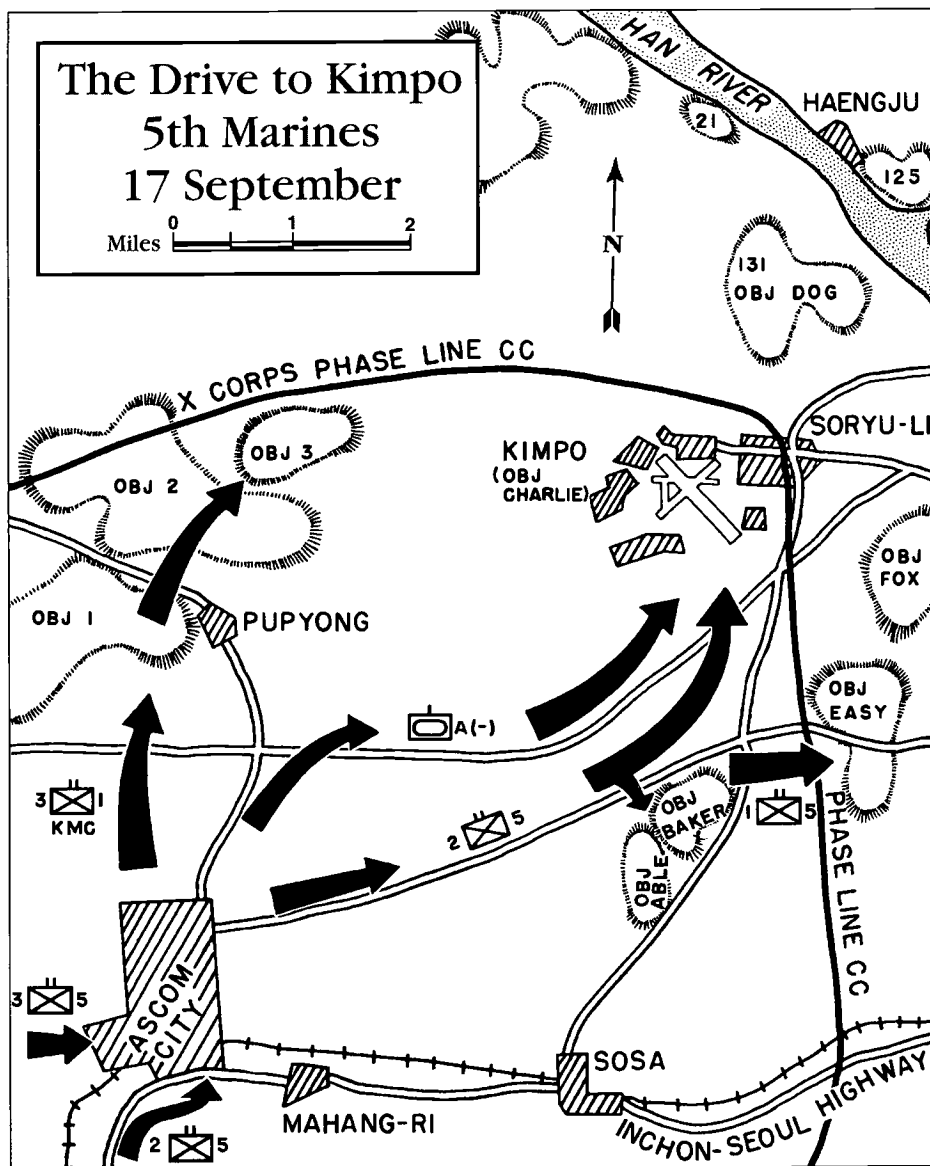 The Drive to Kimpo
5th Marines
17 September
0 1 2
Miles
HAN RIVER
HAENGJU
21
125
N
131
OBJ DOG
X CORPS PHASE LINE CC
SORYU-LI
KIMPO
(OBJ
CHARLIE)
OBJ 3
OBJ 2
OBJ
FOX
OBJ 1
PUPYONG
OBJ
EASY
A(-)
3 1
KMC
2 5
OBJ
BAKER
1 5
OBJ
ABLE
PHASE LINE CC
ASCOM
CITY
3 5
SOSA
MAHANG-RI
INCHON-SEOUL HIGHWAY
2 5